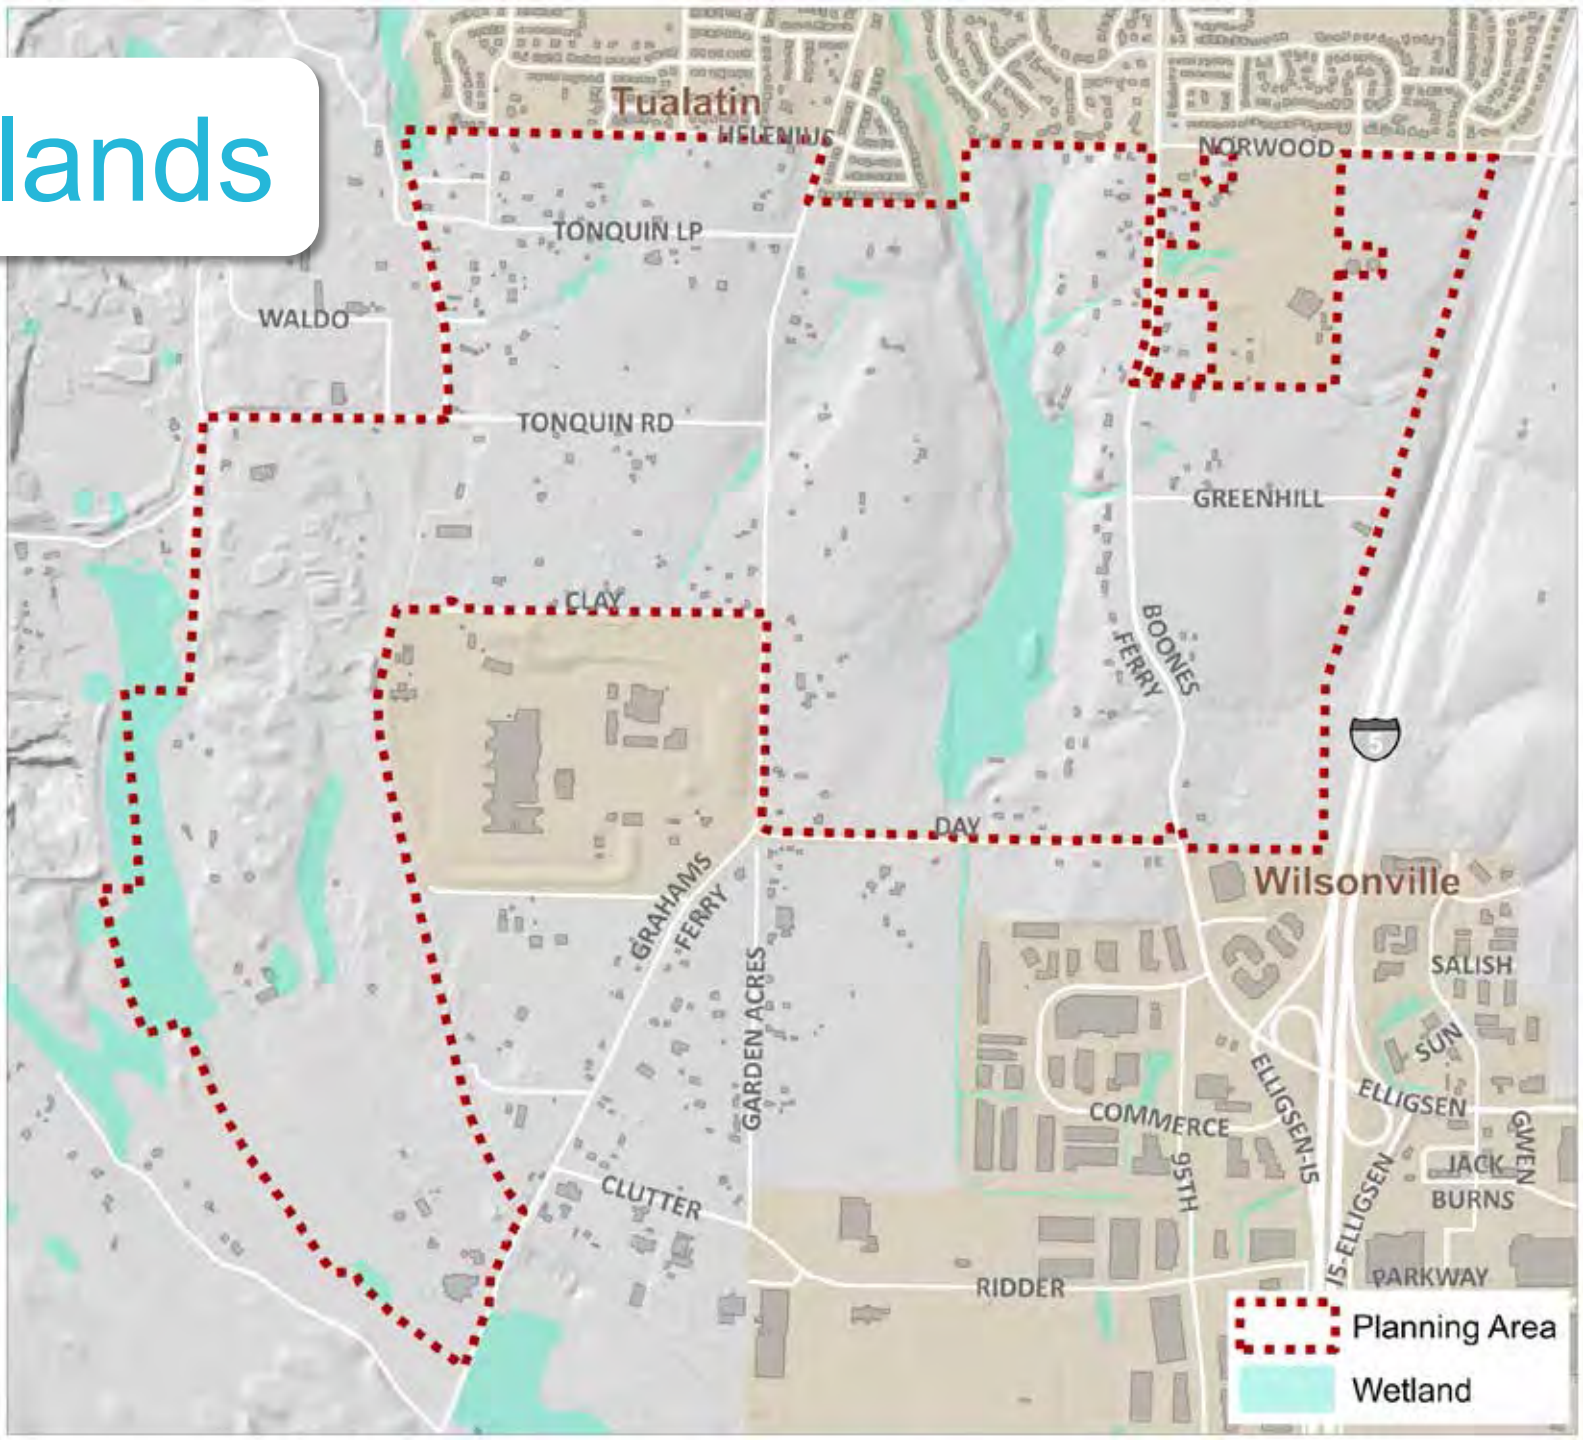 lands
Tualatin
HELENIUS
NORWOOD
TONQUIN LP
WALDO
TONQUIN RD
GREENHILL
CLAY
BOONES
FERRY
5
DAY
Wilsonville
GRAHAMS
FERRY
GARDEN ACRES
SALISH
SUN
ELLIGSEN-I5
ELLIGSEN
COMMERCE
GWEN
95TH
JACK
BURNS
CLUTTER
I5-ELLIGSEN
RIDDER
PARKWAY
Planning Area
Wetland